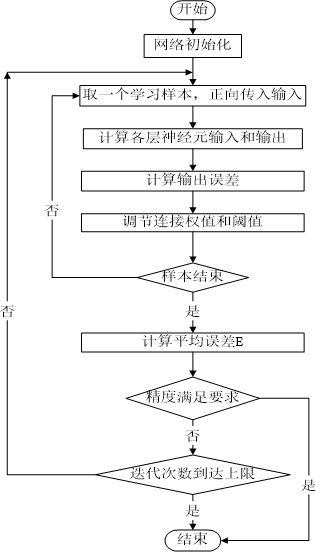 开始
网络初始化
取一个学习样本，正向传入输入
计算各层神经元输入和输出
计算输出误差
否
调节连接权值和阈值
样本结束
否
是
计算平均误差E
精度满足要求
否
迭代次数到达上限
是
是
结束